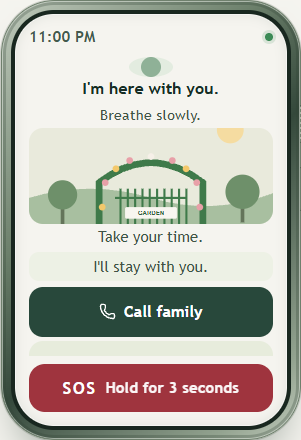 11:00 PM
I'm here with you.
Breathe slowly.
GARDEN
Take your time.
I'll stay with you.
Call family
SOS Hold for 3 seconds